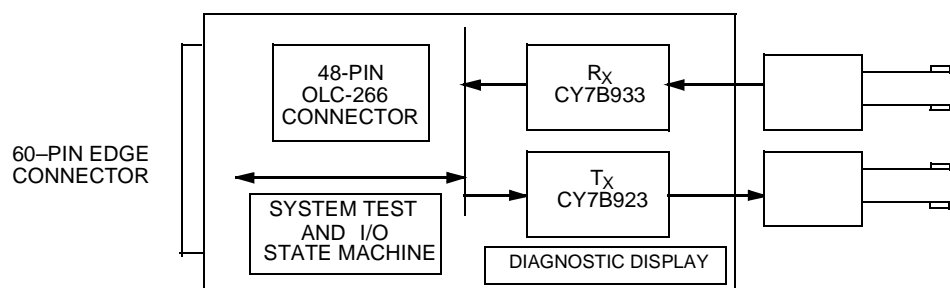 60–PIN EDGE
CONNECTOR
48-PIN
OLC-266
CONNECTOR
RX
CY7B933
TX
CY7B923
SYSTEM TEST
AND I/O
STATE MACHINE
DIAGNOSTIC DISPLAY